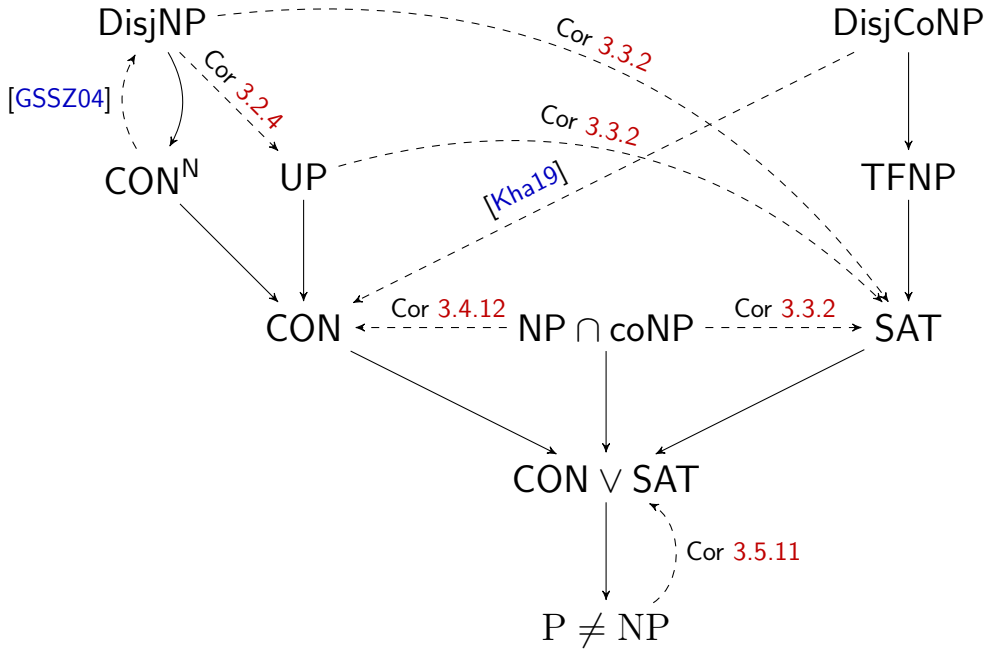 DisjNP
DisjCoNP
Cor 3.3.2
Cor 3.2.4
[GSSZ04]
Cor 3.3.2
CON^N
UP
[Kha19]
TFNP
Cor 3.4.12
Cor 3.3.2
CON
NP ∩ coNP
SAT
CON ∨ SAT
Cor 3.5.11
P ≠ NP